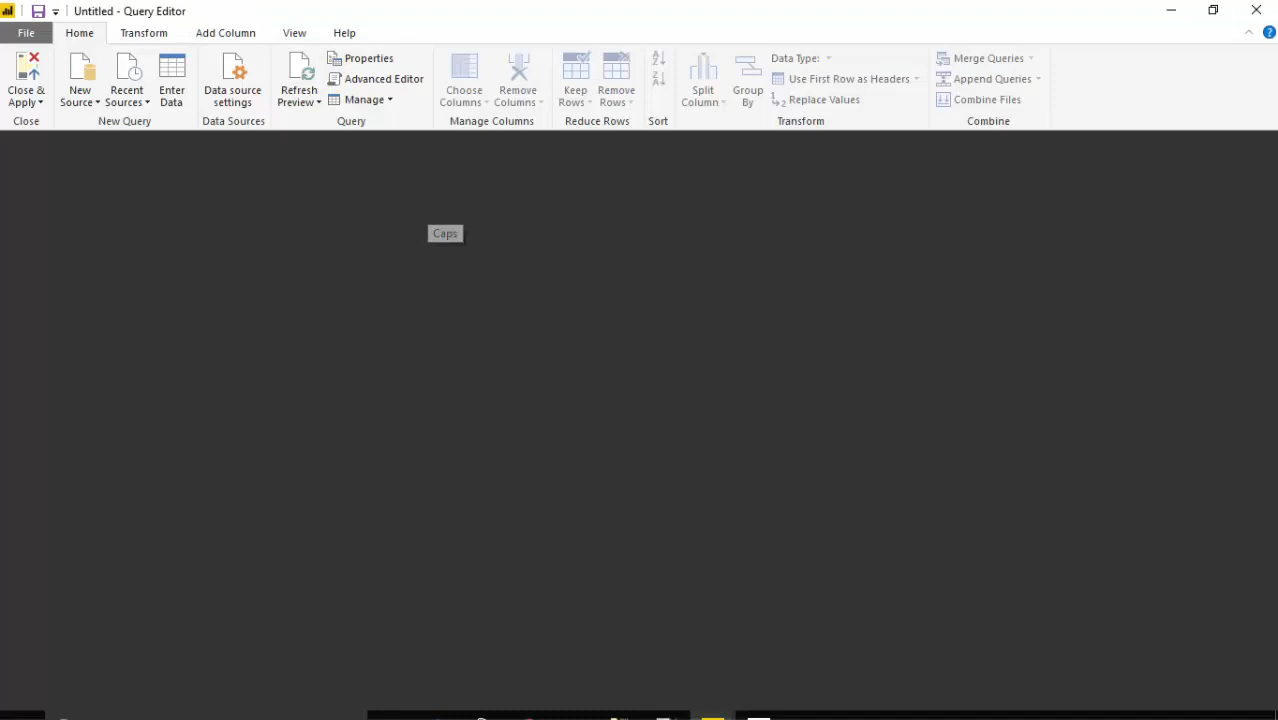 Untitled - Query Editor
File Home Transform Add Column View Help
Close & Apply
New Source
Recent Sources
Enter Data
Data source settings
Refresh Preview
Properties
Advanced Editor
Manage
Choose Columns
Remove Columns
Keep Rows
Remove Rows
A Z
Z A
Split Column
Group By
Data Type:
Use First Row as Headers
1 2 Replace Values
Merge Queries
Append Queries
Combine Files
Close New Query Data Sources Query Manage Columns Reduce Rows Sort Transform Combine
Caps